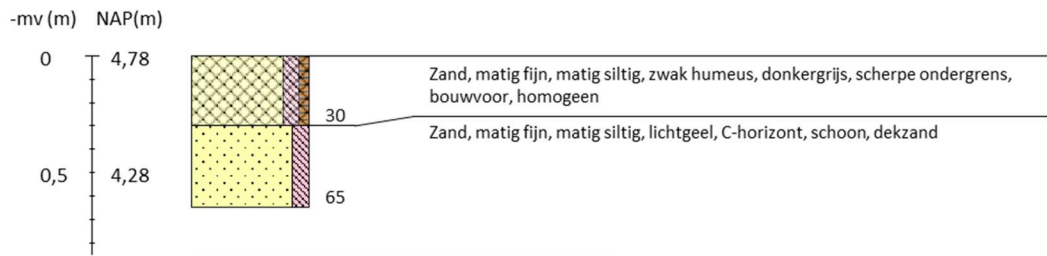 -mv (m) NAP(m)
0 4,78
Zand, matig fijn, matig siltig, zwak humeus, donkergrijs, scherpe ondergrens,
bouwvoor, homogeen
30
Zand, matig fijn, matig siltig, lichtgeel, C-horizont, schoon, dekzand
0,5 4,28
65